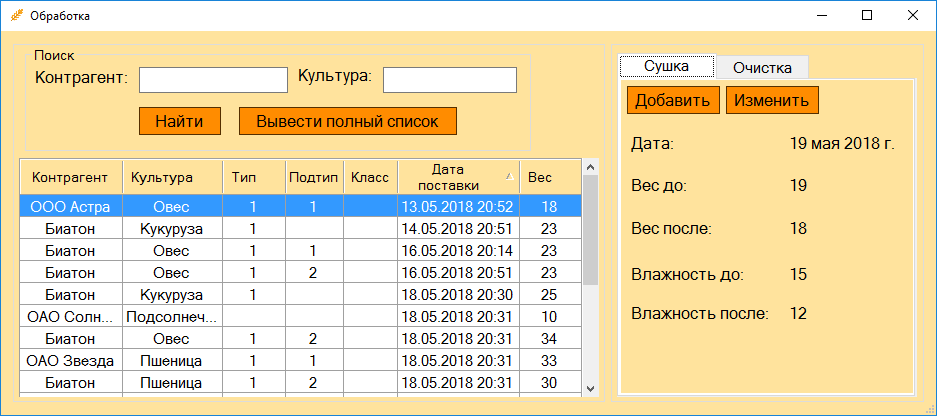 Обработка
Поиск
Контрагент: Культура:
Найти Вывести полный список
Контрагент Культура Тип Подтип Класс Дата поставки Вес
ООО Астра Овес 1 1 13.05.2018 20:52 18
Биатон Кукуруза 1 14.05.2018 20:51 23
Биатон Овес 1 1 16.05.2018 20:14 23
Биатон Овес 1 2 16.05.2018 20:51 23
Биатон Кукуруза 1 18.05.2018 20:30 25
ОАО Солн... Подсолнеч... 18.05.2018 20:31 10
Биатон Овес 1 2 18.05.2018 20:31 34
ОАО Звезда Пшеница 1 1 18.05.2018 20:31 33
Биатон Пшеница 1 2 18.05.2018 20:31 30
Сушка Очистка
Добавить Изменить
Дата: 19 мая 2018 г.
Вес до: 19
Вес после: 18
Влажность до: 15
Влажность после: 12